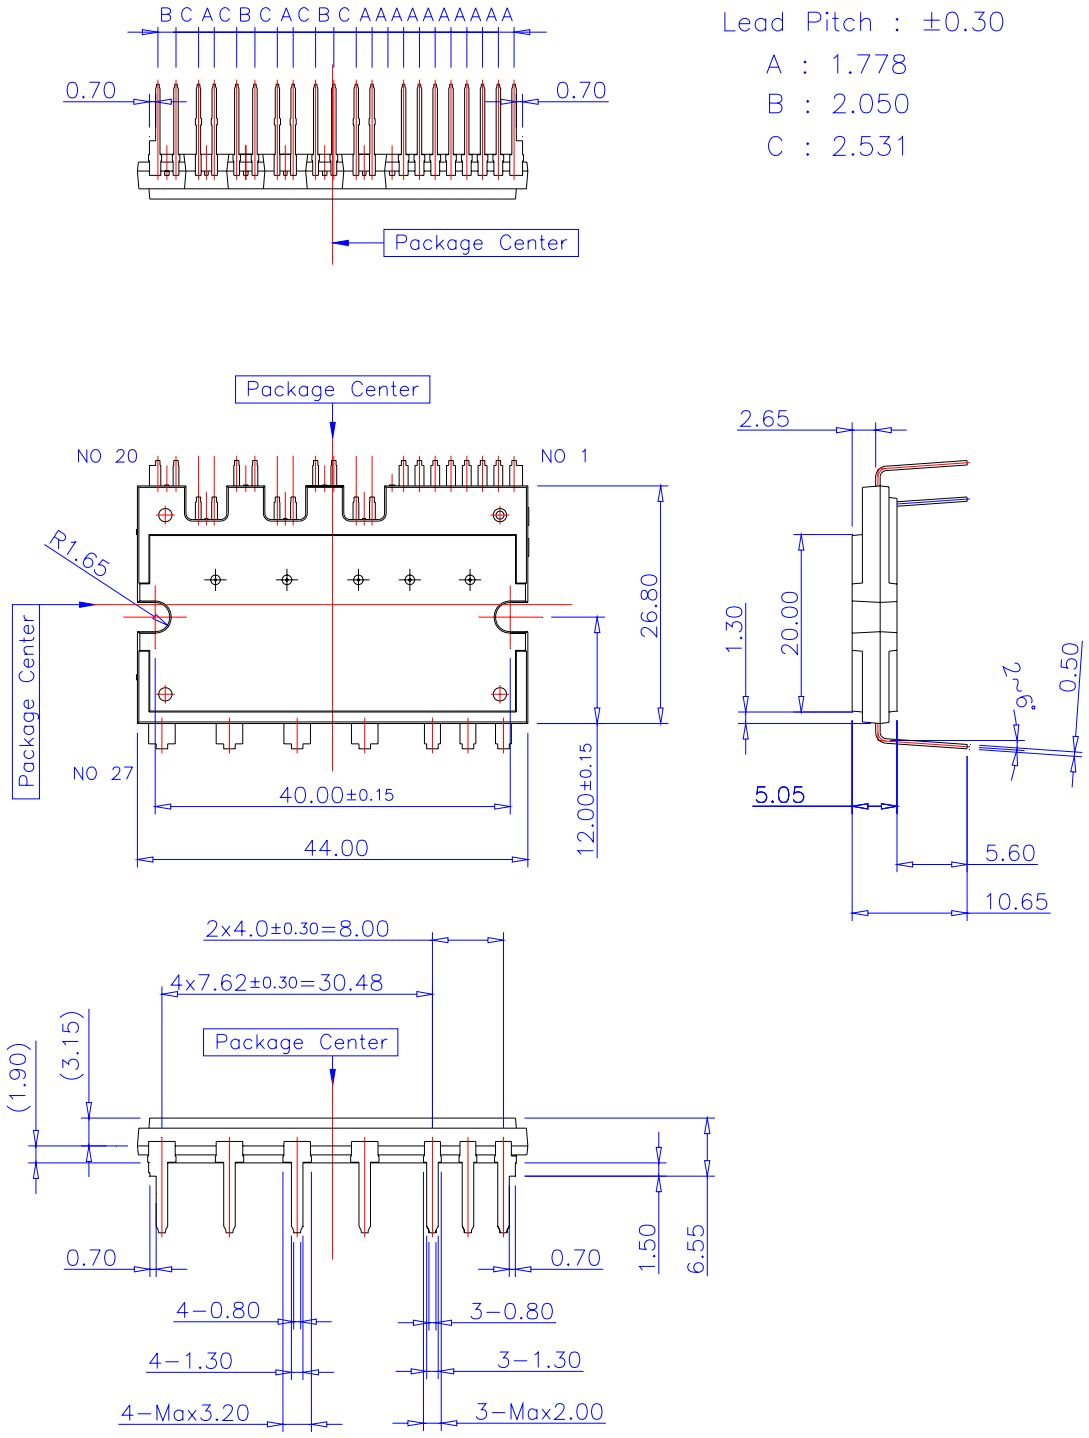 B C A C B C A C B C A A A A A A A A A A
Lead Pitch : ±0.30
A : 1.778
B : 2.050
C : 2.531
0.70
0.70
Package Center
Package Center
NO 20
NO 1
2.65
R1.65
Package Center
26.80
1.30
20.00
2~6°
0.50
NO 27
40.00±0.15
12.00±0.15
5.05
44.00
5.60
10.65
2x4.0±0.30=8.00
4x7.62±0.30=30.48
Package Center
(1.90)
(3.15)
0.70
0.70
1.50
6.55
4-0.80
3-0.80
4-1.30
3-1.30
4-Max3.20
3-Max2.00